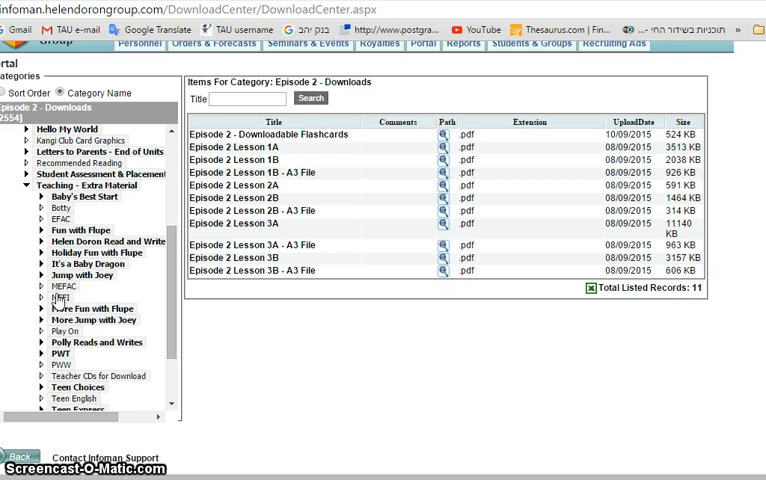 infoman.helendorongroup.com/DownloadCenter/DownloadCenter.aspx
Gmail Google Translate TAU username בנק יהב http://www.postgra... YouTube Thesaurus.com | Fin... תוכניות בשידור החי -...
Group Personnel Orders & Forecasts Seminars & Events Royalties Portal Reports Students & Groups Recruiting Ads
ortal
ategories
Sort Order Category Name
Episode 2 - Downloads
2554]
Hello My World
Kangi Club Card Graphics
Letters to Parents - End of Units
Recommended Reading
Student Assessment & Placement
Teaching - Extra Material
Baby's Best Start
Botty
EFAC
Fun with Flupe
Helen Doron Read and Write
Holiday Fun with Flupe
It's a Baby Dragon
Jump with Joey
MEFAC
More Fun with Flupe
More Jump with Joey
Play On
Polly Reads and Writes
PWT
PWW
Teacher CDs for Download
Teen Choices
Teen English
Teen Express
Items For Category: Episode 2 - Downloads
Title Search
Title Comments Path Extension UploadDate Size
Episode 2 - Downloadable Flashcards .pdf 10/09/2015 524 KB
Episode 2 Lesson 1A .pdf 08/09/2015 3513 KB
Episode 2 Lesson 1B .pdf 08/09/2015 2038 KB
Episode 2 Lesson 1B - A3 File .pdf 08/09/2015 926 KB
Episode 2 Lesson 2A .pdf 08/09/2015 591 KB
Episode 2 Lesson 2B .pdf 08/09/2015 1464 KB
Episode 2 Lesson 2B - A3 File .pdf 08/09/2015 314 KB
Episode 2 Lesson 3A .pdf 08/09/2015 11140 KB
Episode 2 Lesson 3A - A3 File .pdf 08/09/2015 963 KB
Episode 2 Lesson 3B .pdf 08/09/2015 3157 KB
Episode 2 Lesson 3B - A3 File .pdf 08/09/2015 606 KB
Total Listed Records: 11
Back Contact Infoman Support
Screencast-O-Matic.com